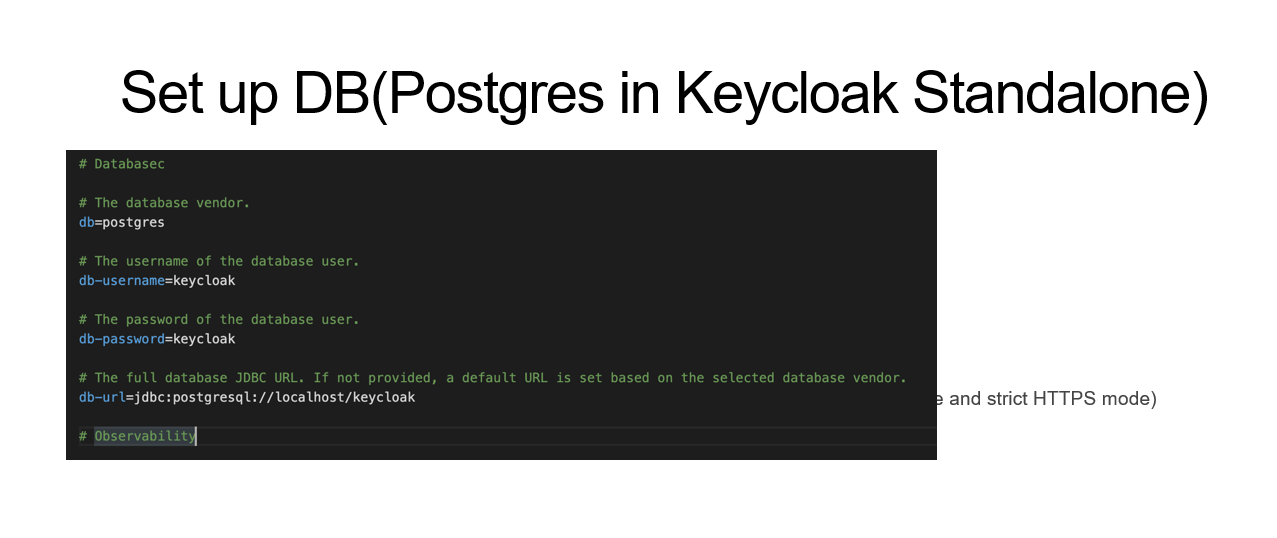 Set up DB(Postgres in Keycloak Standalone)
# Databasec
# The database vendor.
db=postgres
# The username of the database user.
db-username=keycloak
# The password of the database user.
db-password=keycloak
# The full database JDBC URL. If not provided, a default URL is set based on the selected database vendor.
db-url=jdbc:postgresql://localhost/keycloak
and strict HTTPS mode)
# Observability